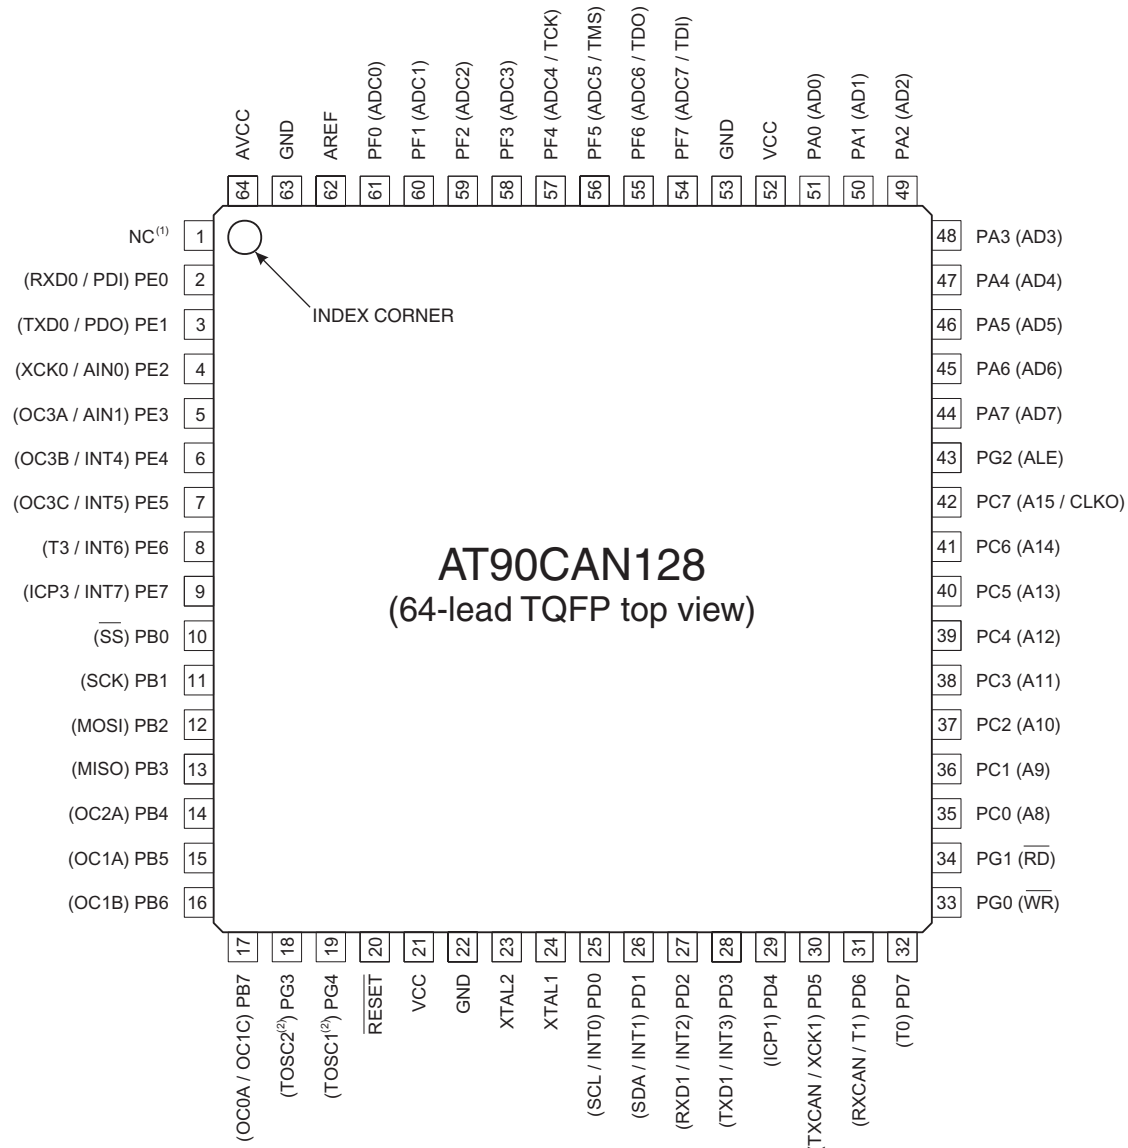 AVCC
GND
AREF
PF0 (ADC0)
PF1 (ADC1)
PF2 (ADC2)
PF3 (ADC3)
PF4 (ADC4 / TCK)
PF5 (ADC5 / TMS)
PF6 (ADC6 / TDO)
PF7 (ADC7 / TDI)
GND
VCC
PA0 (AD0)
PA1 (AD1)
PA2 (AD2)
64
63
62
61
60
59
58
57
56
55
54
53
52
51
50
49
NC(1) 1
(RXD0 / PDI) PE0 2
(TXD0 / PDO) PE1 3
(XCK0 / AIN0) PE2 4
(OC3A / AIN1) PE3 5
(OC3B / INT4) PE4 6
(OC3C / INT5) PE5 7
(T3 / INT6) PE6 8
(ICP3 / INT7) PE7 9
(SS) PB0 10
(SCK) PB1 11
(MOSI) PB2 12
(MISO) PB3 13
(OC2A) PB4 14
(OC1A) PB5 15
(OC1B) PB6 16
INDEX CORNER
AT90CAN128
(64-lead TQFP top view)
48 PA3 (AD3)
47 PA4 (AD4)
46 PA5 (AD5)
45 PA6 (AD6)
44 PA7 (AD7)
43 PG2 (ALE)
42 PC7 (A15 / CLKO)
41 PC6 (A14)
40 PC5 (A13)
39 PC4 (A12)
38 PC3 (A11)
37 PC2 (A10)
36 PC1 (A9)
35 PC0 (A8)
34 PG1 (RD)
33 PG0 (WR)
17
18
19
20
21
22
23
24
25
26
27
28
29
30
31
32
(OC0A / OC1C) PB7
(TOSC2(2)) PG3
(TOSC1(2)) PG4
RESET
VCC
GND
XTAL2
XTAL1
(SCL / INT0) PD0
(SDA / INT1) PD1
(RXD1 / INT2) PD2
(TXD1 / INT3) PD3
(ICP1) PD4
(TXCAN / XCK1) PD5
(RXCAN / T1) PD6
(T0) PD7